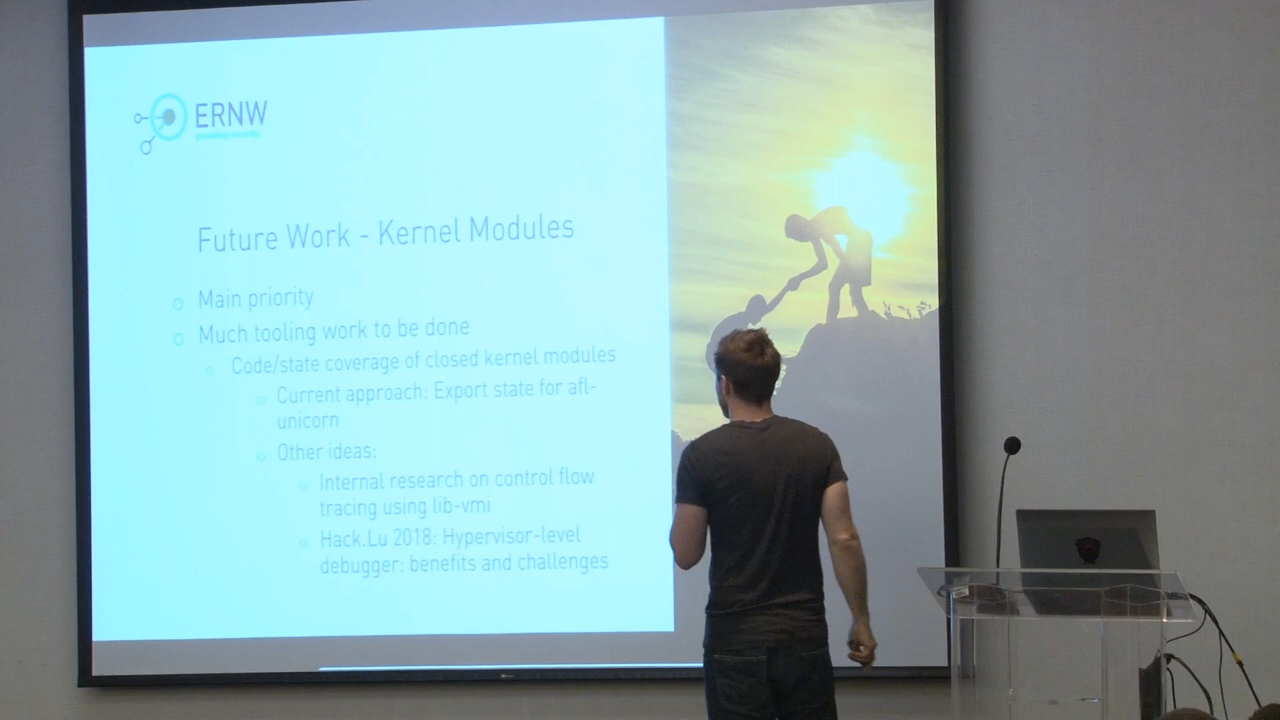 ERNW
providing security.
Future Work - Kernel Modules
Main priority
Much tooling work to be done
Code/state coverage of closed kernel modules
Current approach: Export state for afl-
unicorn
Other ideas:
Internal research on control flow
tracing using lib-vmi
Hack.Lu 2018: Hypervisor-level
debugger: benefits and challenges